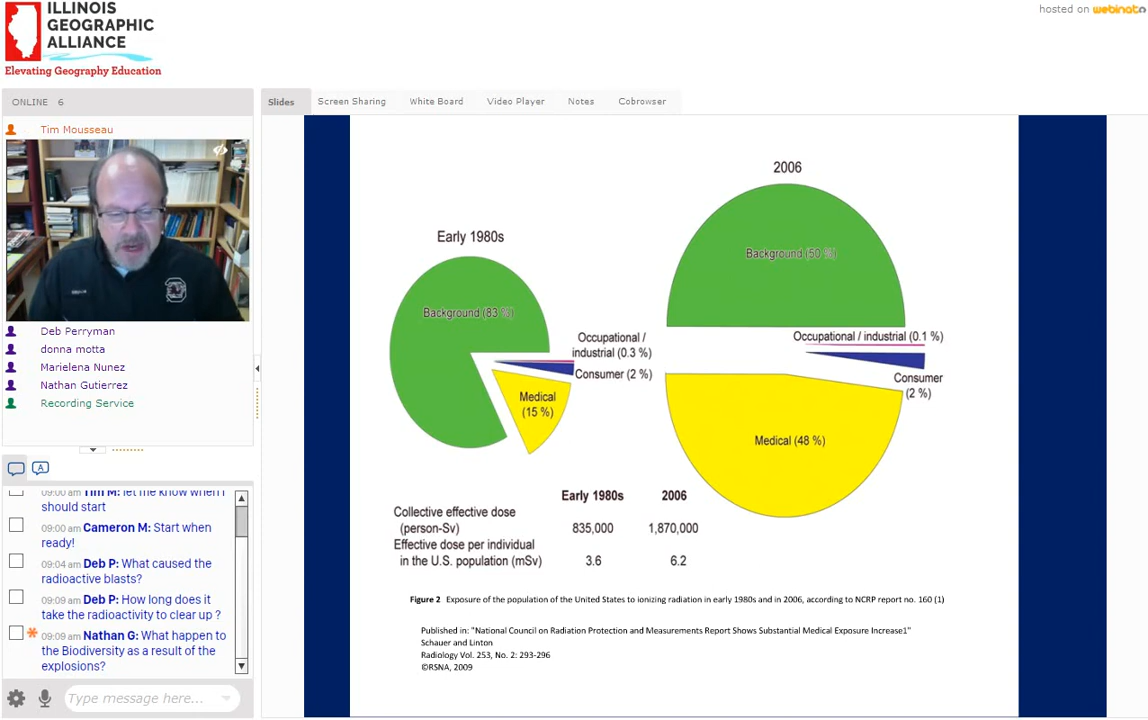 ILLINOIS
GEOGRAPHIC
ALLIANCE
Elevating Geography Education
hosted on webinato
ONLINE 6
Tim Mousseau
Deb Perryman
donna motta
Marielena Nunez
Nathan Gutierrez
Recording Service
09:00 am Tim M: let me know when I
should start
09:00 am Cameron M: Start when
ready!
09:04 am Deb P: What caused the
radioactive blasts?
09:09 am Deb P: How long does it
take the radioactivity to clear up ?
09:09 am Nathan G: What happen to
the Biodiversity as a result of the
explosions?
Type message here...
Slides Screen Sharing White Board Video Player Notes Cobrowser
Early 1980s
Background (83 %)
Occupational /
industrial (0.3 %)
Consumer (2 %)
Medical
(15 %)
2006
Background (50 %)
Occupational / industrial (0.1 %)
Consumer
(2 %)
Medical (48 %)
Early 1980s 2006
Collective effective dose
(person-Sv) 835,000 1,870,000
Effective dose per individual
in the U.S. population (mSv) 3.6 6.2
Figure 2 Exposure of the population of the United States to ionizing radiation in early 1980s and in 2006, according to NCRP report no. 160 (1)
Published in: "National Council on Radiation Protection and Measurements Report Shows Substantial Medical Exposure Increase1"
Schauer and Linton
Radiology Vol. 253, No. 2: 293-296
©RSNA, 2009